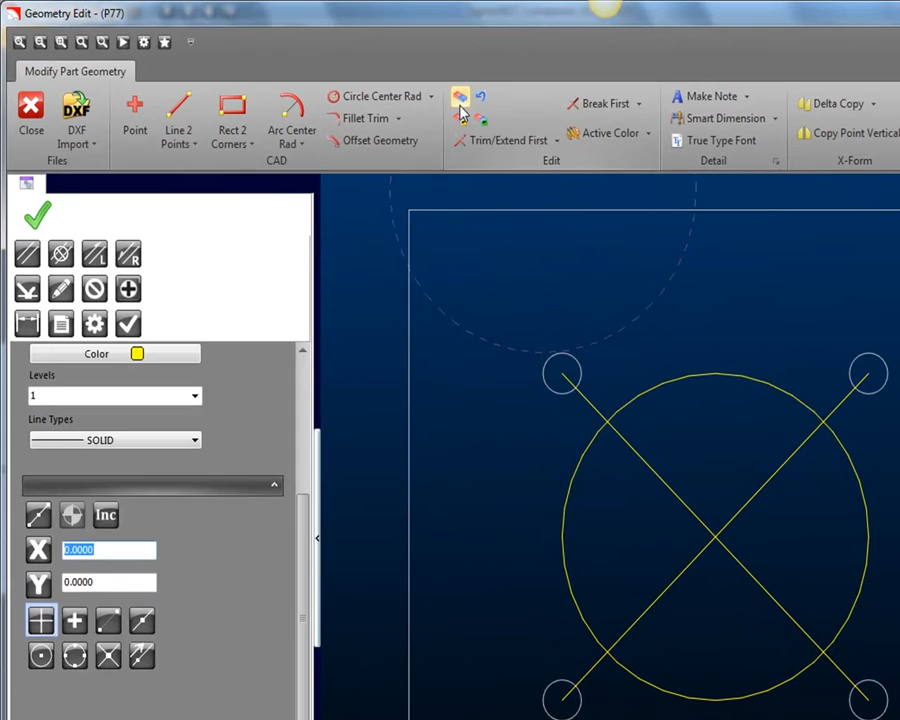 Geometry Edit - (P77)
Modify Part Geometry
Close
DXF
DXF Import
Files
Point
Line 2 Points
Rect 2 Corners
Arc Center Rad
Circle Center Rad
Fillet Trim
Offset Geometry
CAD
Trim/Extend First
Break First
Active Color
Edit
Make Note
Smart Dimension
True Type Font
Detail
Delta Copy
Copy Point Vertical
X-Form
L
R
Color
Levels
1
Line Types
SOLID
Inc
X
0.0000
Y
0.0000